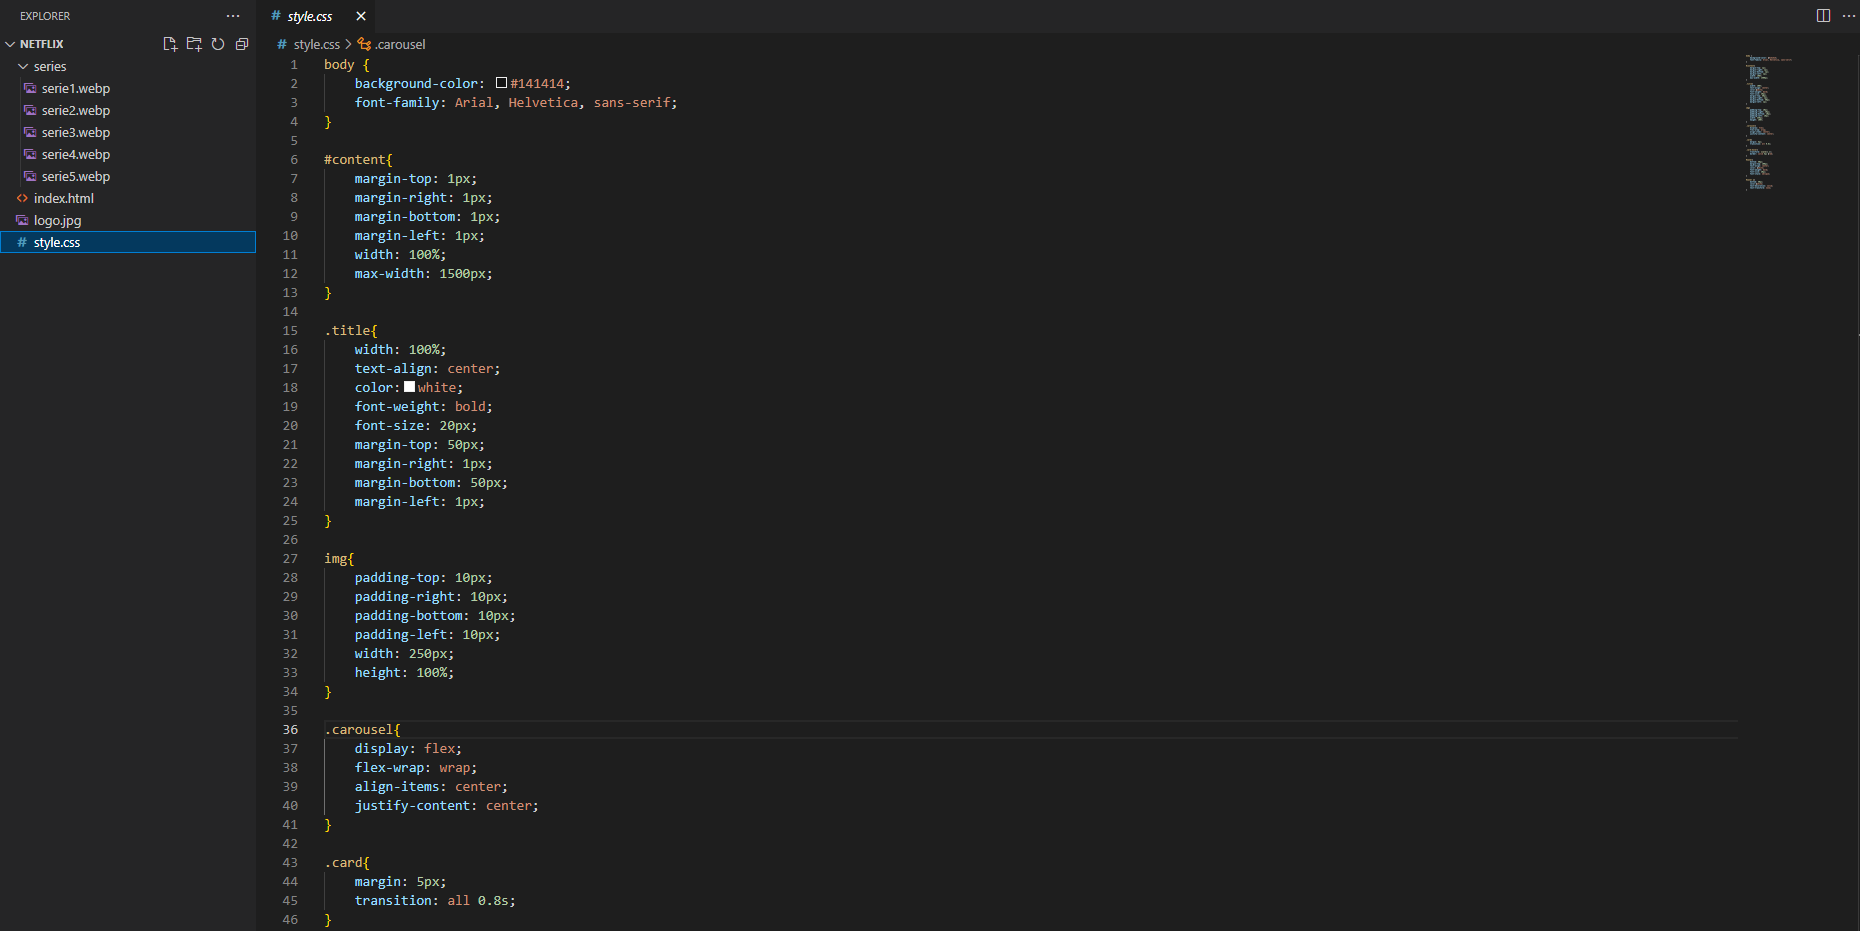 EXPLORER
NETFLIX
series
serie1.webp
serie2.webp
serie3.webp
serie4.webp
serie5.webp
index.html
logo.jpg
# style.css
# style.css
# style.css > .carousel
1 body {
2 background-color: #141414;
3 font-family: Arial, Helvetica, sans-serif;
4 }
5
6 #content{
7 margin-top: 1px;
8 margin-right: 1px;
9 margin-bottom: 1px;
10 margin-left: 1px;
11 width: 100%;
12 max-width: 1500px;
13 }
14
15 .title{
16 width: 100%;
17 text-align: center;
18 color: white;
19 font-weight: bold;
20 font-size: 20px;
21 margin-top: 50px;
22 margin-right: 1px;
23 margin-bottom: 50px;
24 margin-left: 1px;
25 }
26
27 img{
28 padding-top: 10px;
29 padding-right: 10px;
30 padding-bottom: 10px;
31 padding-left: 10px;
32 width: 250px;
33 height: 100%;
34 }
35
36 .carousel{
37 display: flex;
38 flex-wrap: wrap;
39 align-items: center;
40 justify-content: center;
41 }
42
43 .card{
44 margin: 5px;
45 transition: all 0.8s;
46 }